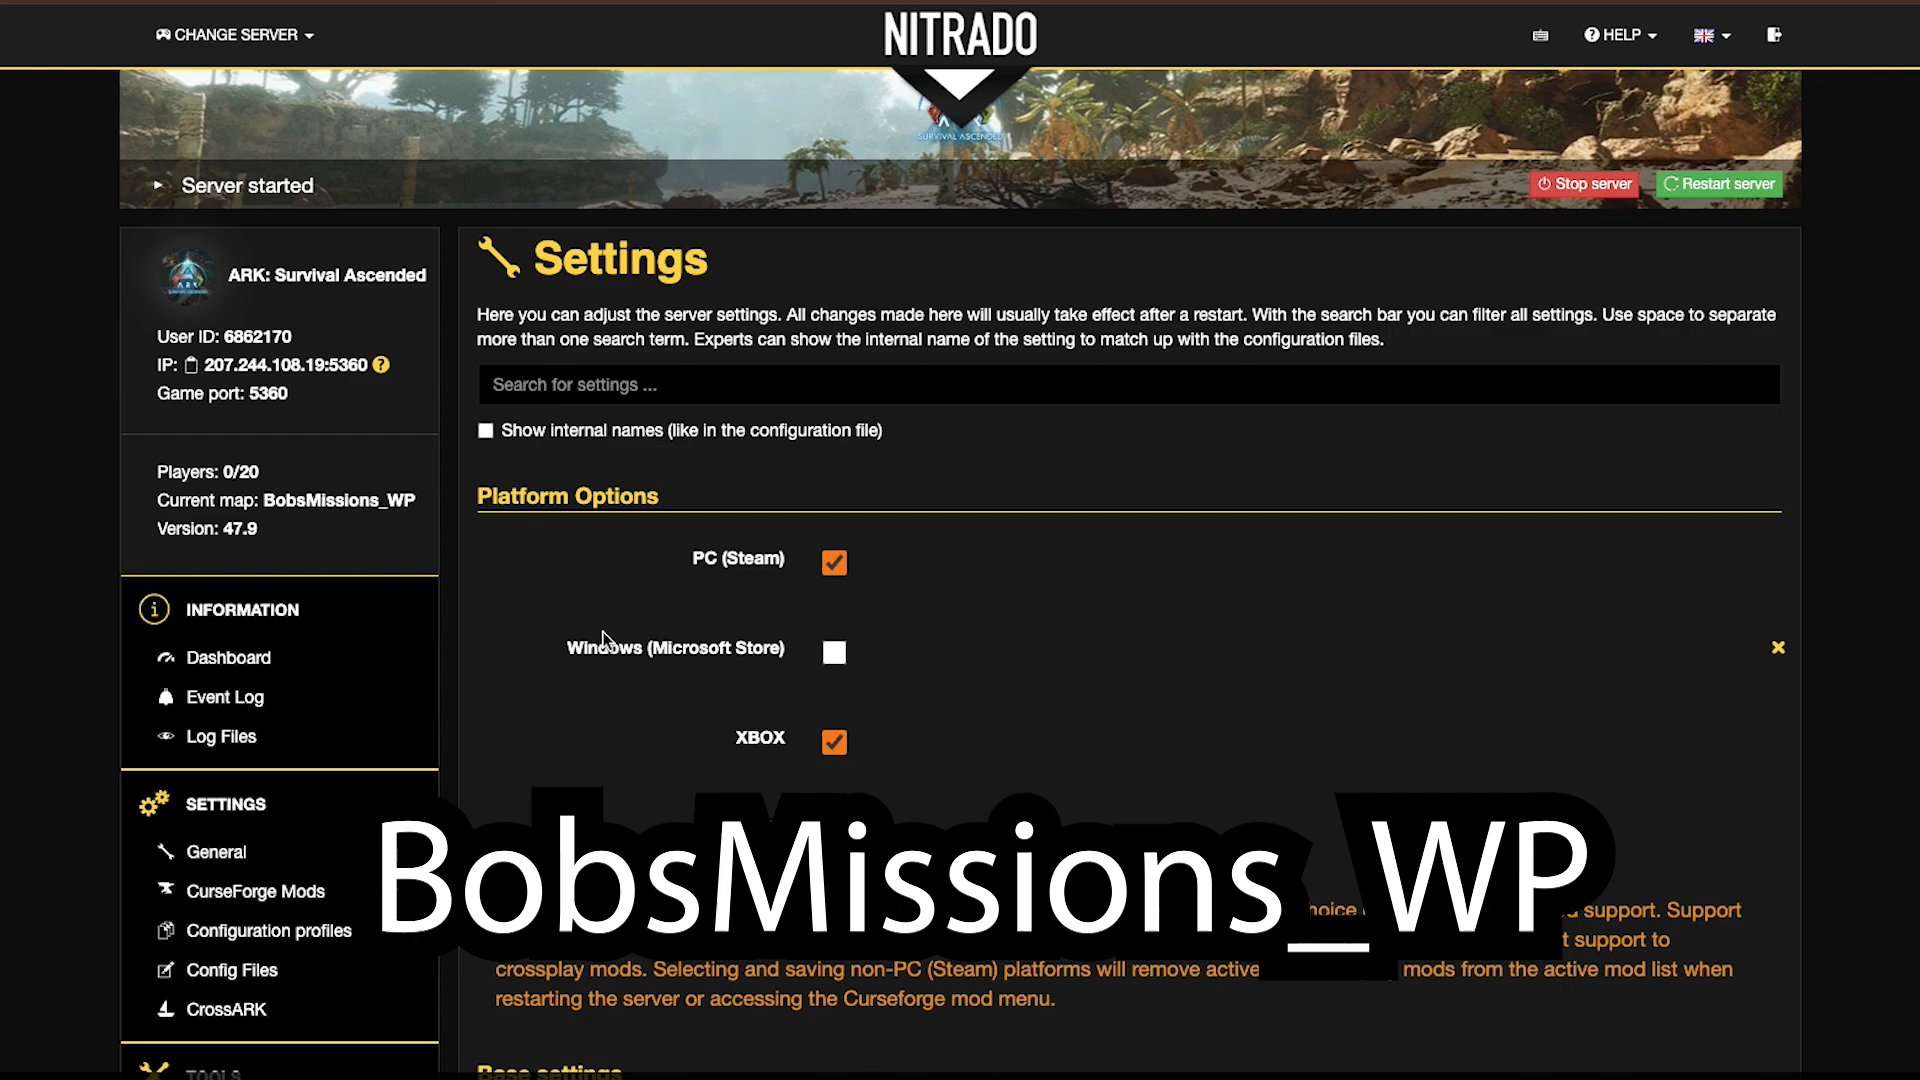 CHANGE SERVER
NITRADO
HELP
SURVIVAL ASCENDED
Server started
Stop server
Restart server
ARK: Survival Ascended
User ID: 6862170
IP: 207.244.108.19:5360
Game port: 5360
Players: 0/20
Current map: BobsMissions_WP
Version: 47.9
INFORMATION
Dashboard
Event Log
Log Files
SETTINGS
General
CurseForge Mods
Configuration profiles
Config Files
CrossARK
TOOLS
Settings
Here you can adjust the server settings. All changes made here will usually take effect after a restart. With the search bar you can filter all settings. Use space to separate
more than one search term. Experts can show the internal name of the setting to match up with the configuration files.
Search for settings ...
Show internal names (like in the configuration file)
Platform Options
PC (Steam)
Windows (Microsoft Store)
XBOX
BobsMissions_WP
support. Support
support to
crossplay mods. Selecting and saving non-PC (Steam) platforms will remove active mods from the active mod list when
restarting the server or accessing the Curseforge mod menu.
Base settings